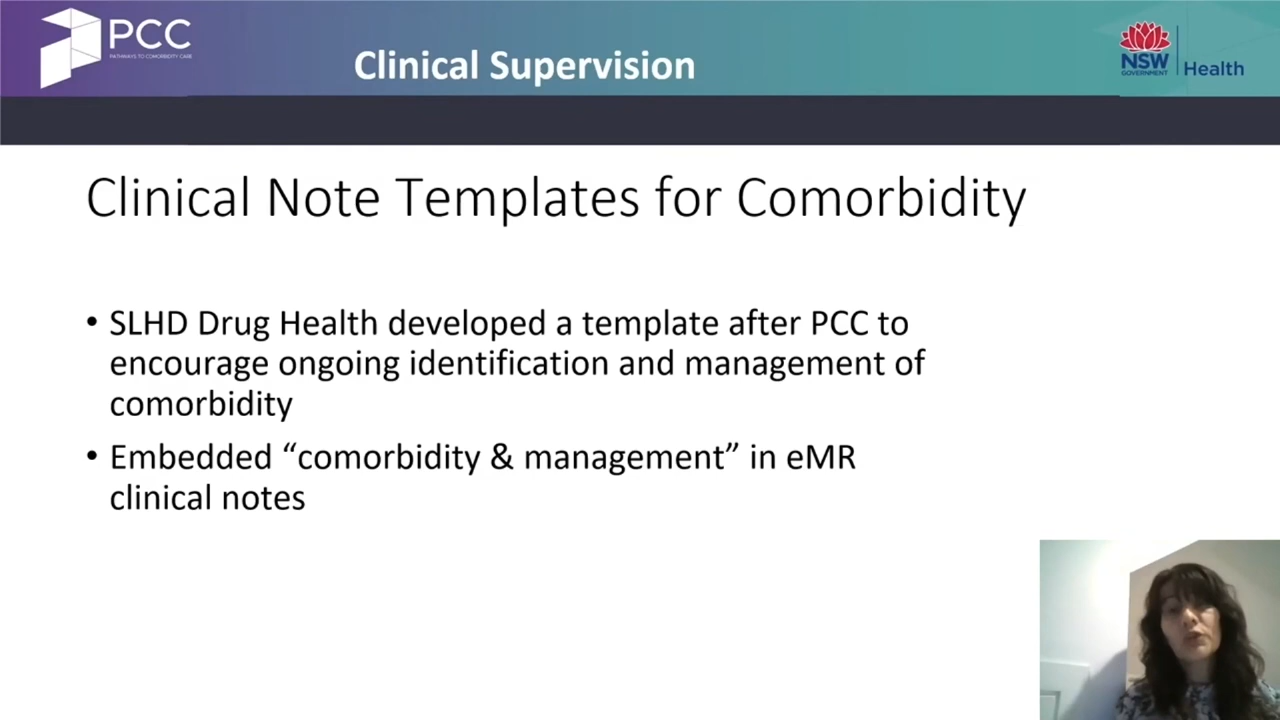 PCC
PATHWAYS TO COMORBIDITY CARE
Clinical Supervision
NSW
GOVERNMENT
Health
Clinical Note Templates for Comorbidity
• SLHD Drug Health developed a template after PCC to
encourage ongoing identification and management of
comorbidity
• Embedded “comorbidity & management” in eMR
clinical notes